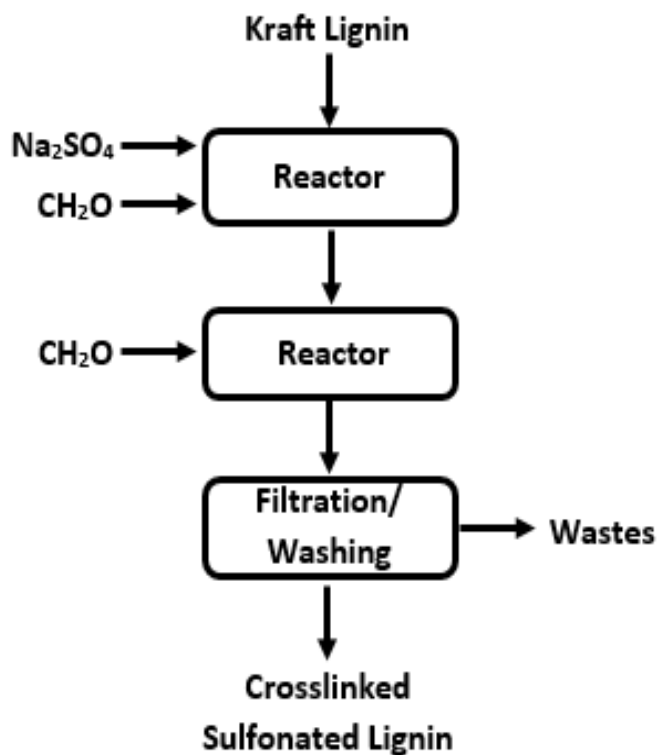 Kraft Lignin
Na₂SO₄
Reactor
CH₂O
CH₂O
Reactor
Filtration/
Washing
Wastes
Crosslinked
Sulfonated Lignin